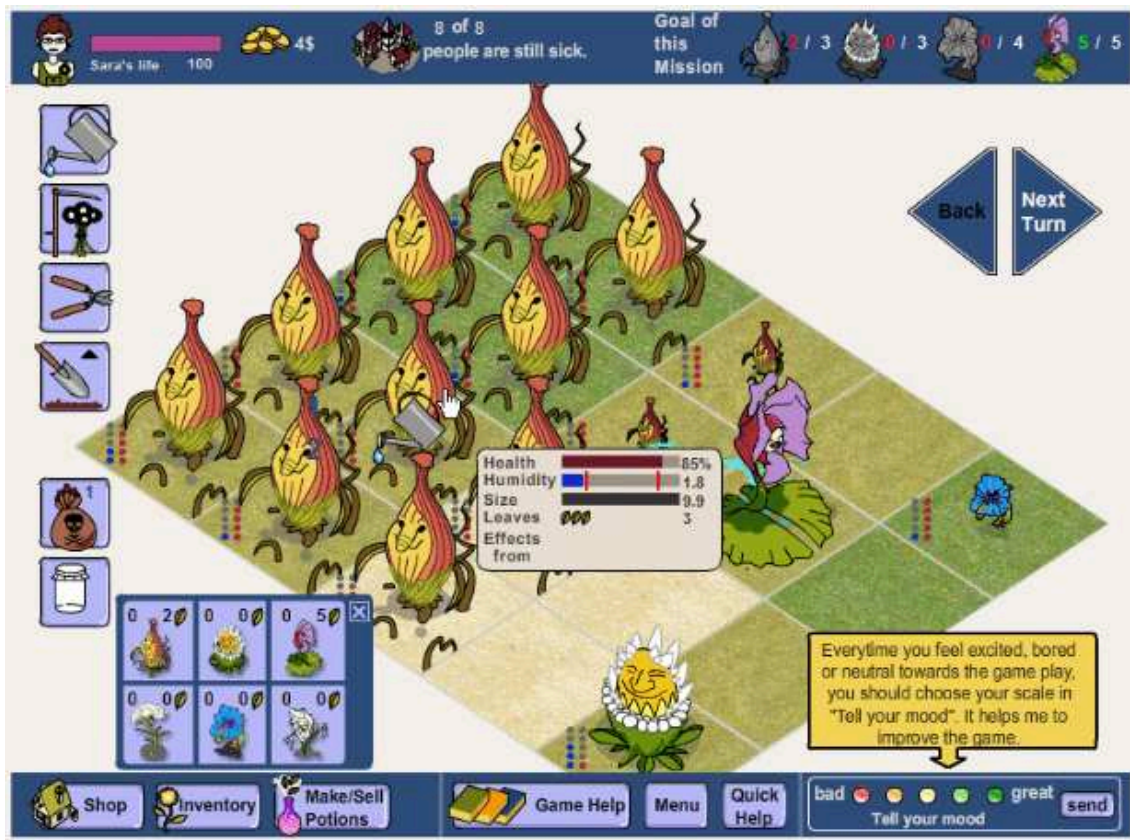 8 of 8
people are still sick.
4$
Sara's life 100
Goal of
this
Mission
2 / 3
0 / 3
0 / 4
5 / 5
Back
Next
Turn
Health 85%
Humidity 1.8
Size 9.9
Leaves 3
Effects
from
1
0 2 0 0 0 5
0 0 0 0 0 0
Everytime you feel excited, bored
or neutral towards the game play,
you should choose your scale in
"Tell your mood". It helps me to
improve the game.
Shop
Inventory
Make/Sell
Potions
Game Help
Menu
Quick
Help
bad great
Tell your mood
send